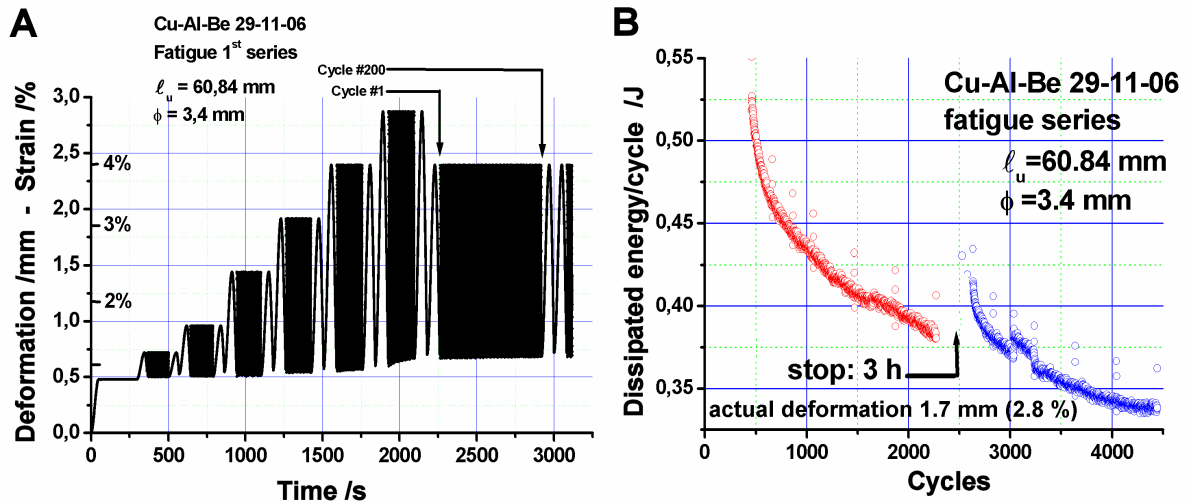 A
Cu-Al-Be 29-11-06
Fatigue 1st series
ℓu = 60,84 mm
ϕ = 3,4 mm
Cycle #200
Cycle #1
Deformation /mm - Strain /%
3,0
2,5
2,0
1,5
1,0
0,5
0,0
4%
3%
2%
0
500
1000
1500
2000
2500
3000
Time /s
B
Cu-Al-Be 29-11-06
fatigue series
ℓu=60.84 mm
ϕ =3.4 mm
Dissipated energy/cycle /J
0,55
0,50
0,45
0,40
0,35
stop: 3 h
actual deformation 1.7 mm (2.8 %)
0
1000
2000
3000
4000
Cycles